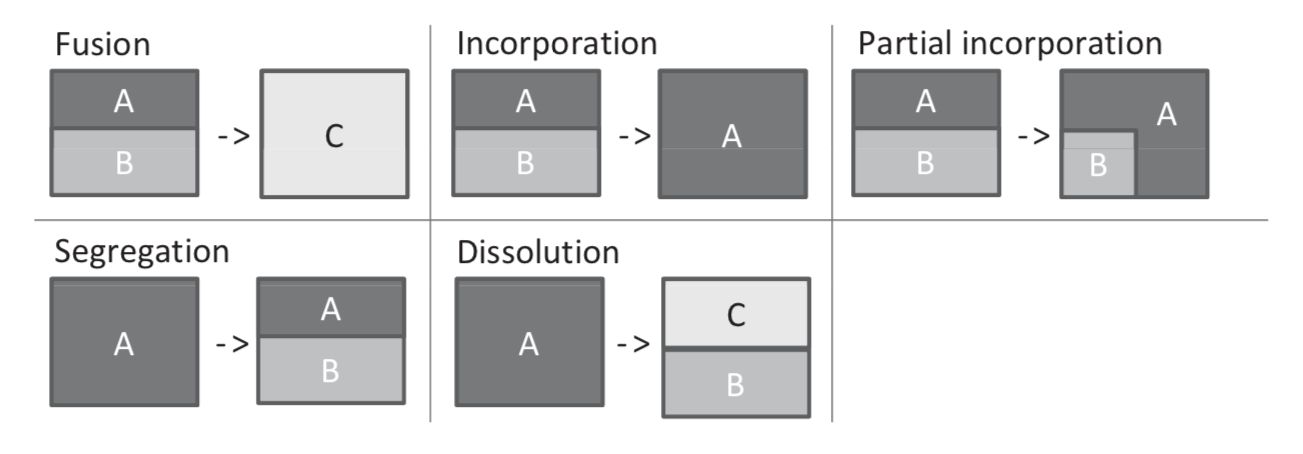 Fusion
A
B
->
C
Incorporation
A
B
->
A
Partial incorporation
A
B
->
A
B
Segregation
A
->
A
B
Dissolution
A
->
C
B